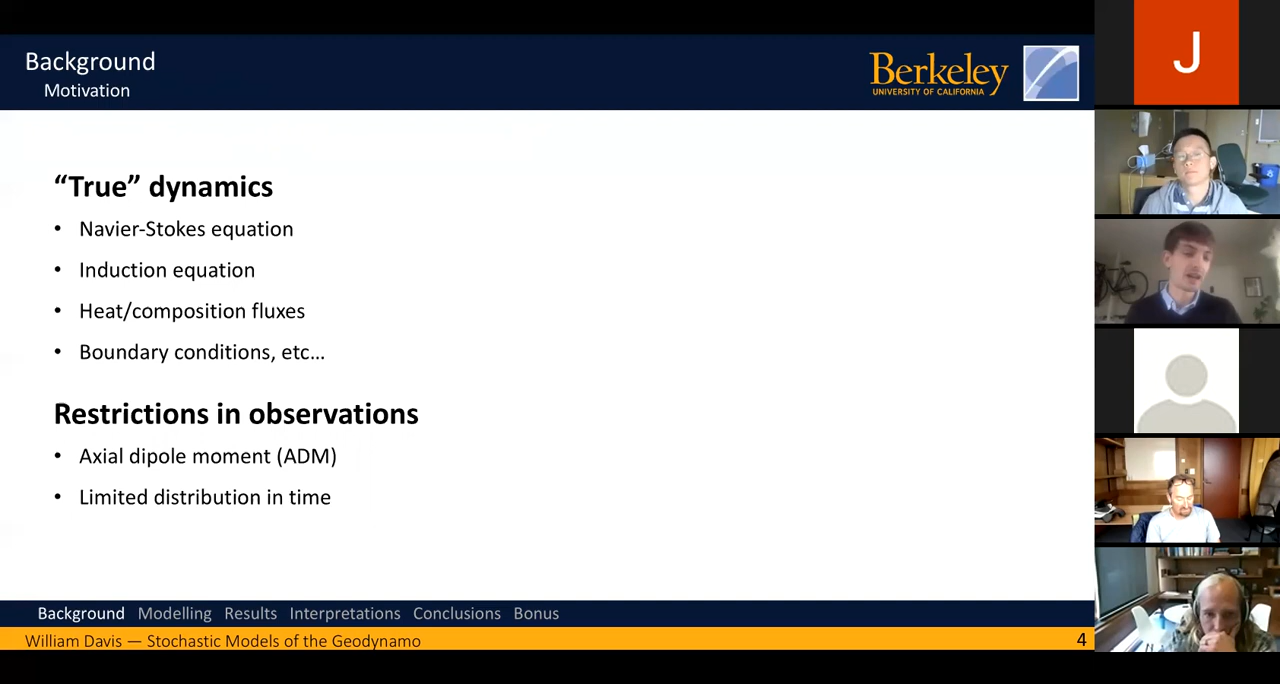 Background
Motivation
Berkeley
UNIVERSITY OF CALIFORNIA
J
“True” dynamics
• Navier-Stokes equation
• Induction equation
• Heat/composition fluxes
• Boundary conditions, etc…
Restrictions in observations
• Axial dipole moment (ADM)
• Limited distribution in time
Background Modelling Results Interpretations Conclusions Bonus
William Davis — Stochastic Models of the Geodynamo 4